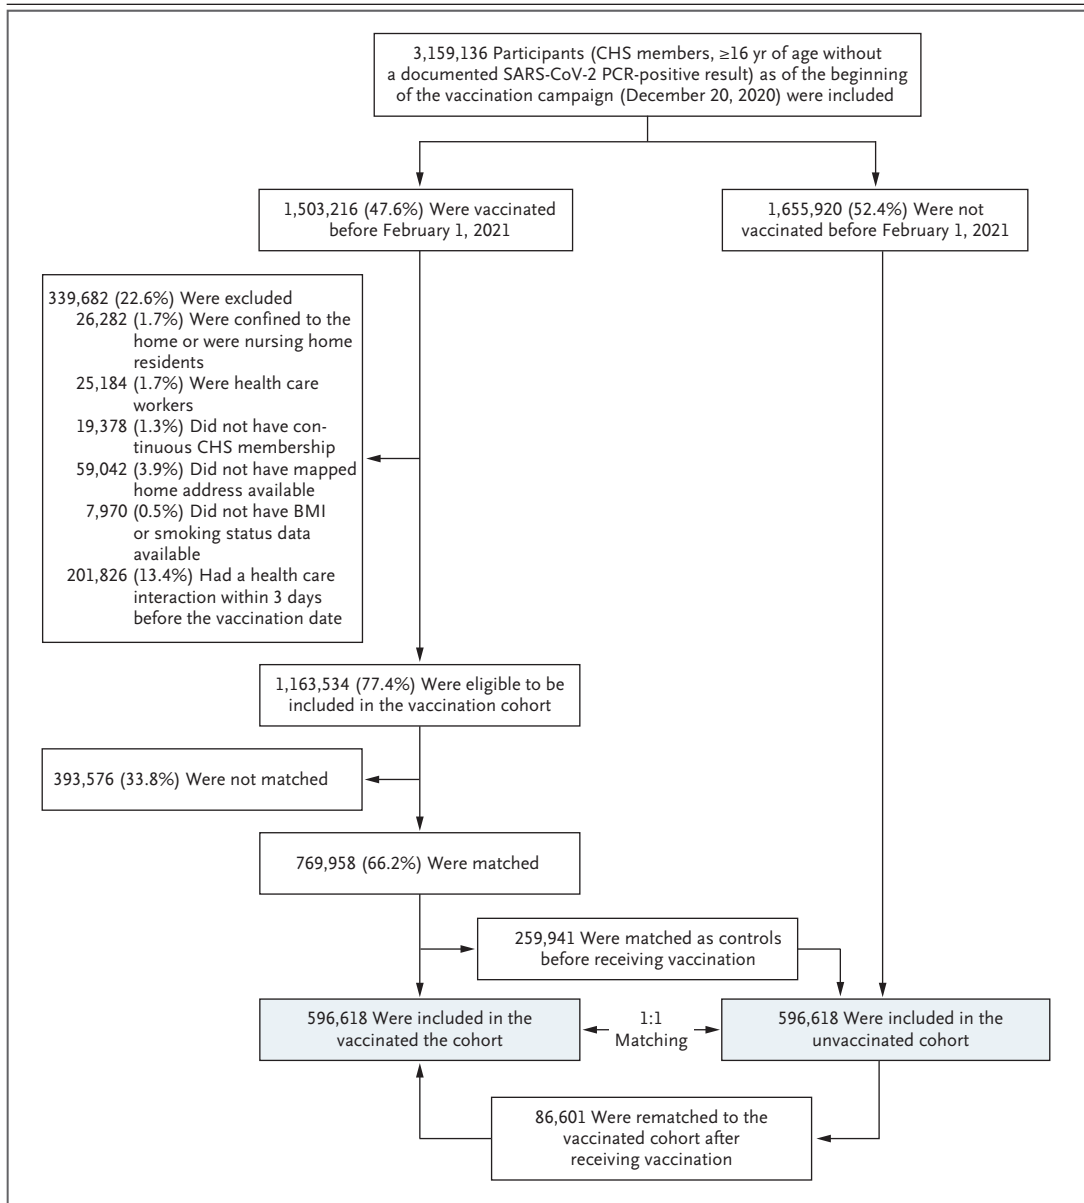 3,159,136 Participants (CHS members, ≥16 yr of age without
a documented SARS-CoV-2 PCR-positive result) as of the beginning
of the vaccination campaign (December 20, 2020) were included
1,503,216 (47.6%) Were vaccinated
before February 1, 2021
1,655,920 (52.4%) Were not
vaccinated before February 1, 2021
339,682 (22.6%) Were excluded
26,282 (1.7%) Were confined to the
home or were nursing home
residents
25,184 (1.7%) Were health care
workers
19,378 (1.3%) Did not have con-
tinuous CHS membership
59,042 (3.9%) Did not have mapped
home address available
7,970 (0.5%) Did not have BMI
or smoking status data
available
201,826 (13.4%) Had a health care
interaction within 3 days
before the vaccination date
1,163,534 (77.4%) Were eligible to be
included in the vaccination cohort
393,576 (33.8%) Were not matched
769,958 (66.2%) Were matched
259,941 Were matched as controls
before receiving vaccination
596,618 Were included in the
vaccinated the cohort
1:1
Matching
596,618 Were included in the
unvaccinated cohort
86,601 Were rematched to the
vaccinated cohort after
receiving vaccination